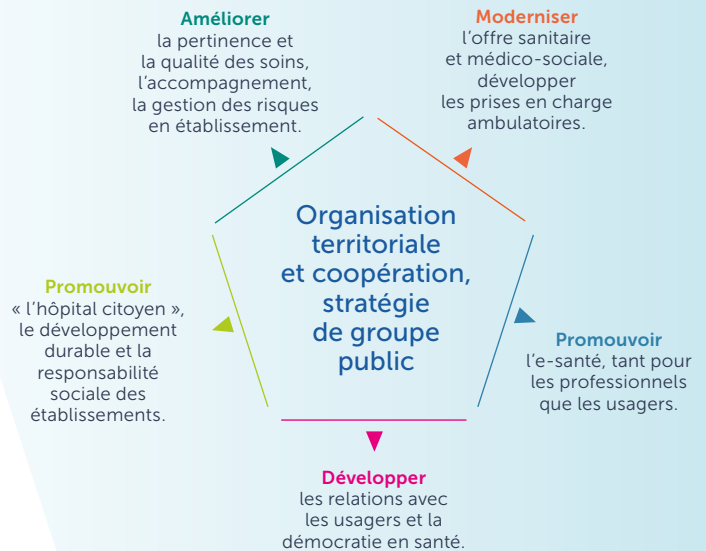 Améliorer
la pertinence et
la qualité des soins,
l'accompagnement,
la gestion des risques
en établissement.
Moderniser
l'offre sanitaire
et médico-sociale,
développer
les prises en charge
ambulatoires.
Organisation
territoriale
et coopération,
stratégie
de groupe
public
Promouvoir
« l'hôpital citoyen »,
le développement
durable et la
responsabilité
sociale des
établissements.
Promouvoir
l'e-santé, tant pour
les professionnels
que les usagers.
Développer
les relations avec
les usagers et la
démocratie en santé.